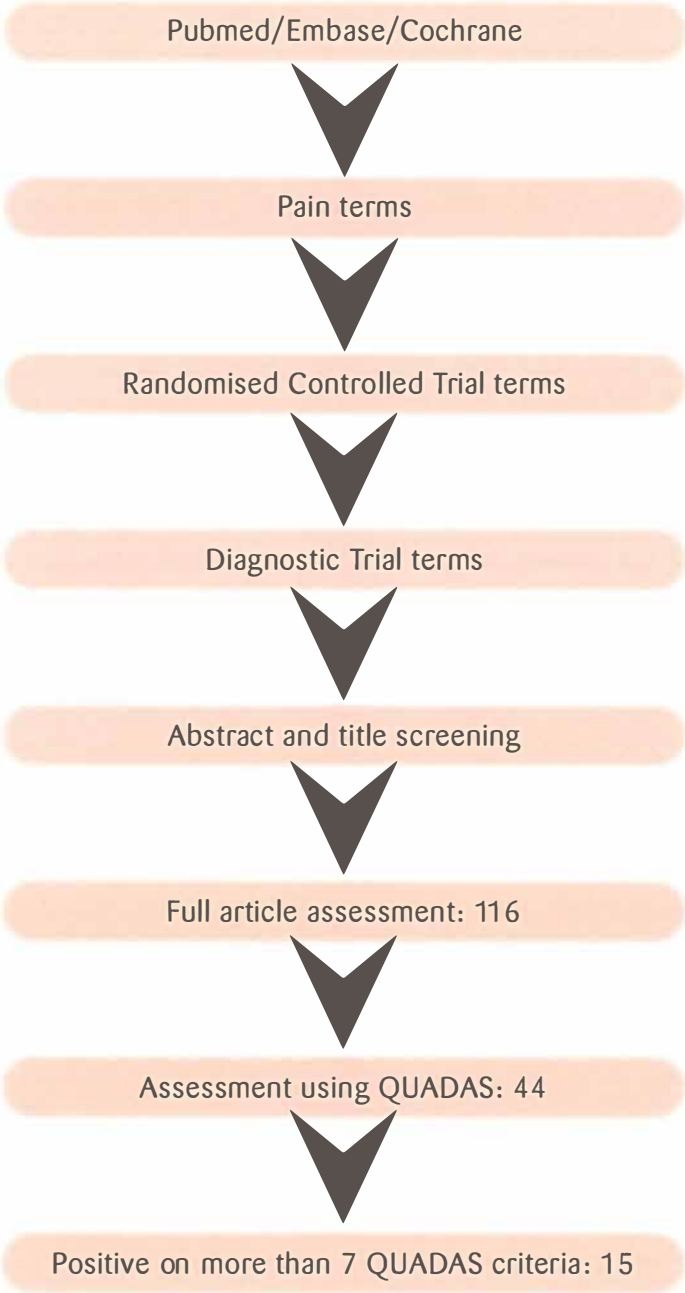 Pubmed/Embase/Cochrane
Pain terms
Randomised Controlled Trial terms
Diagnostic Trial terms
Abstract and title screening
Full article assessment: 116
Assessment using QUADAS: 44
Positive on more than 7 QUADAS criteria: 15